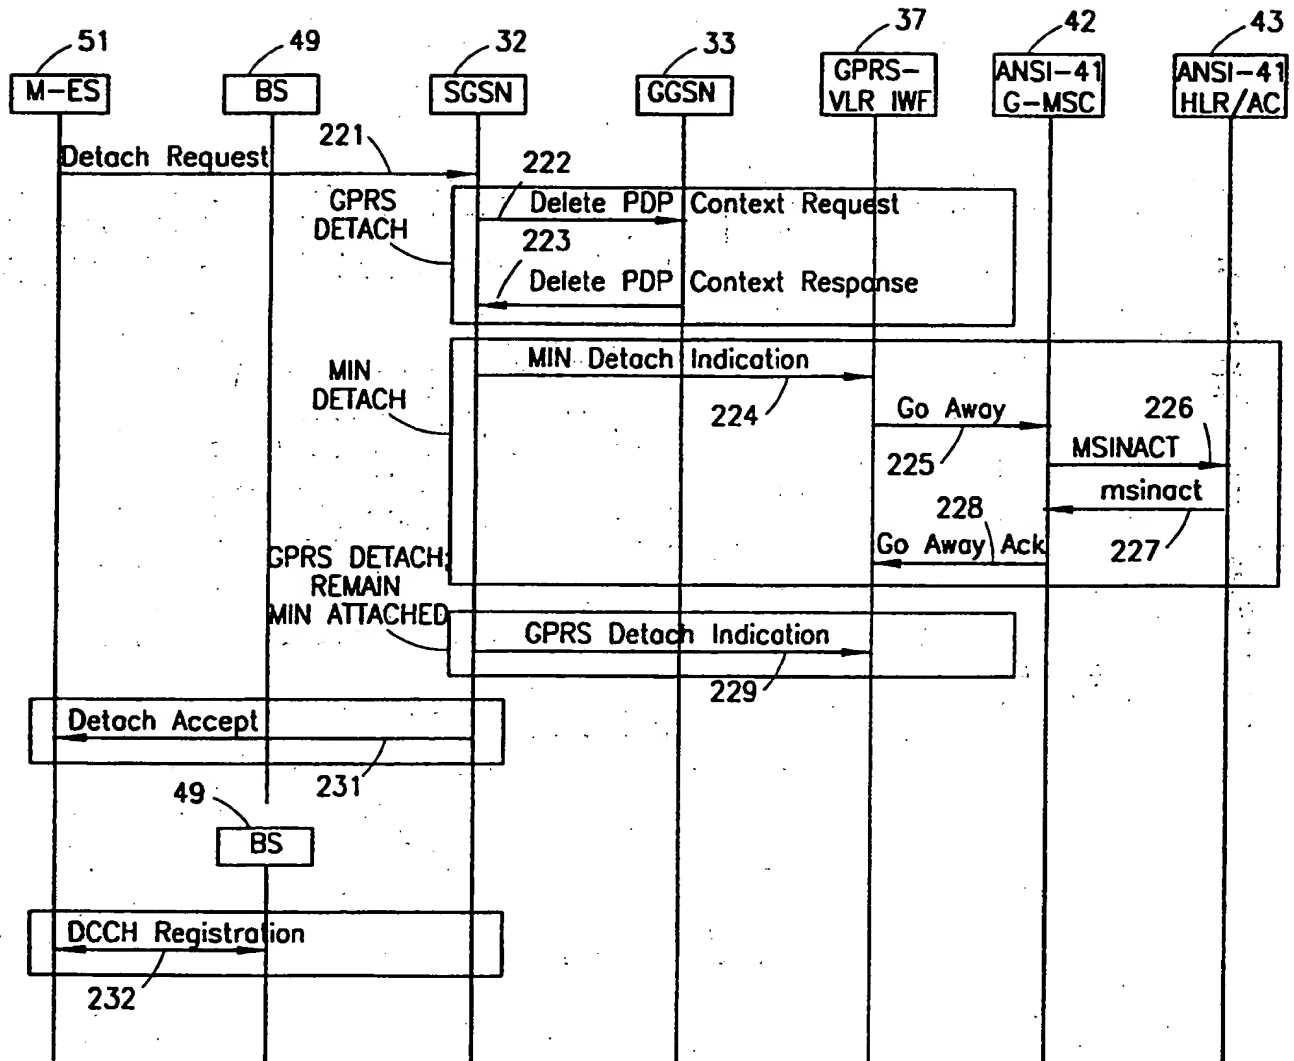 51
49
32
33
37
42
43
M-ES
BS
SGSN
GGSN
GPRS-
VLR IWF
ANSI-41
G-MSC
ANSI-41
HLR/AC
221
Detach Request
222
GPRS
DETACH
Delete PDP Context Request
223
Delete PDP Context Response
MIN
DETACH
MIN Detach Indication
224
Go Away
225
226
MSINACT
msinact
227
228
Go Away Ack
GPRS DETACH;
REMAIN
MIN ATTACHED
GPRS Detach Indication
229
Detach Accept
231
49
BS
DCCH Registration
232